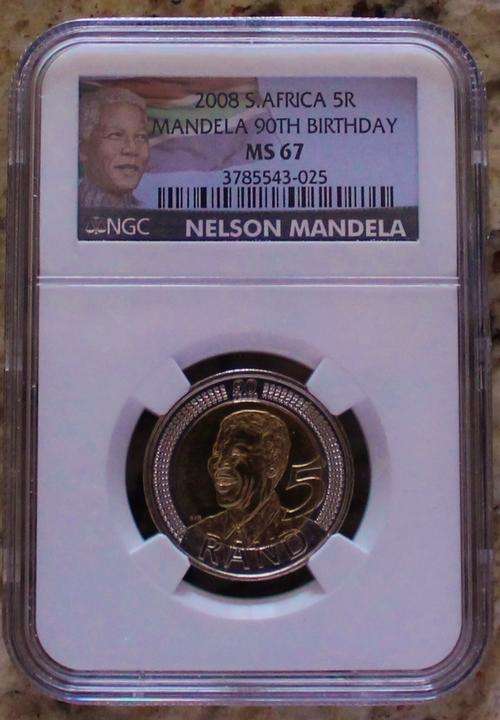 2008 S.AFRICA 5R
MANDELA 90TH BIRTHDAY
MS 67
3785543-025
NGC NELSON MANDELA
90
5
RAND